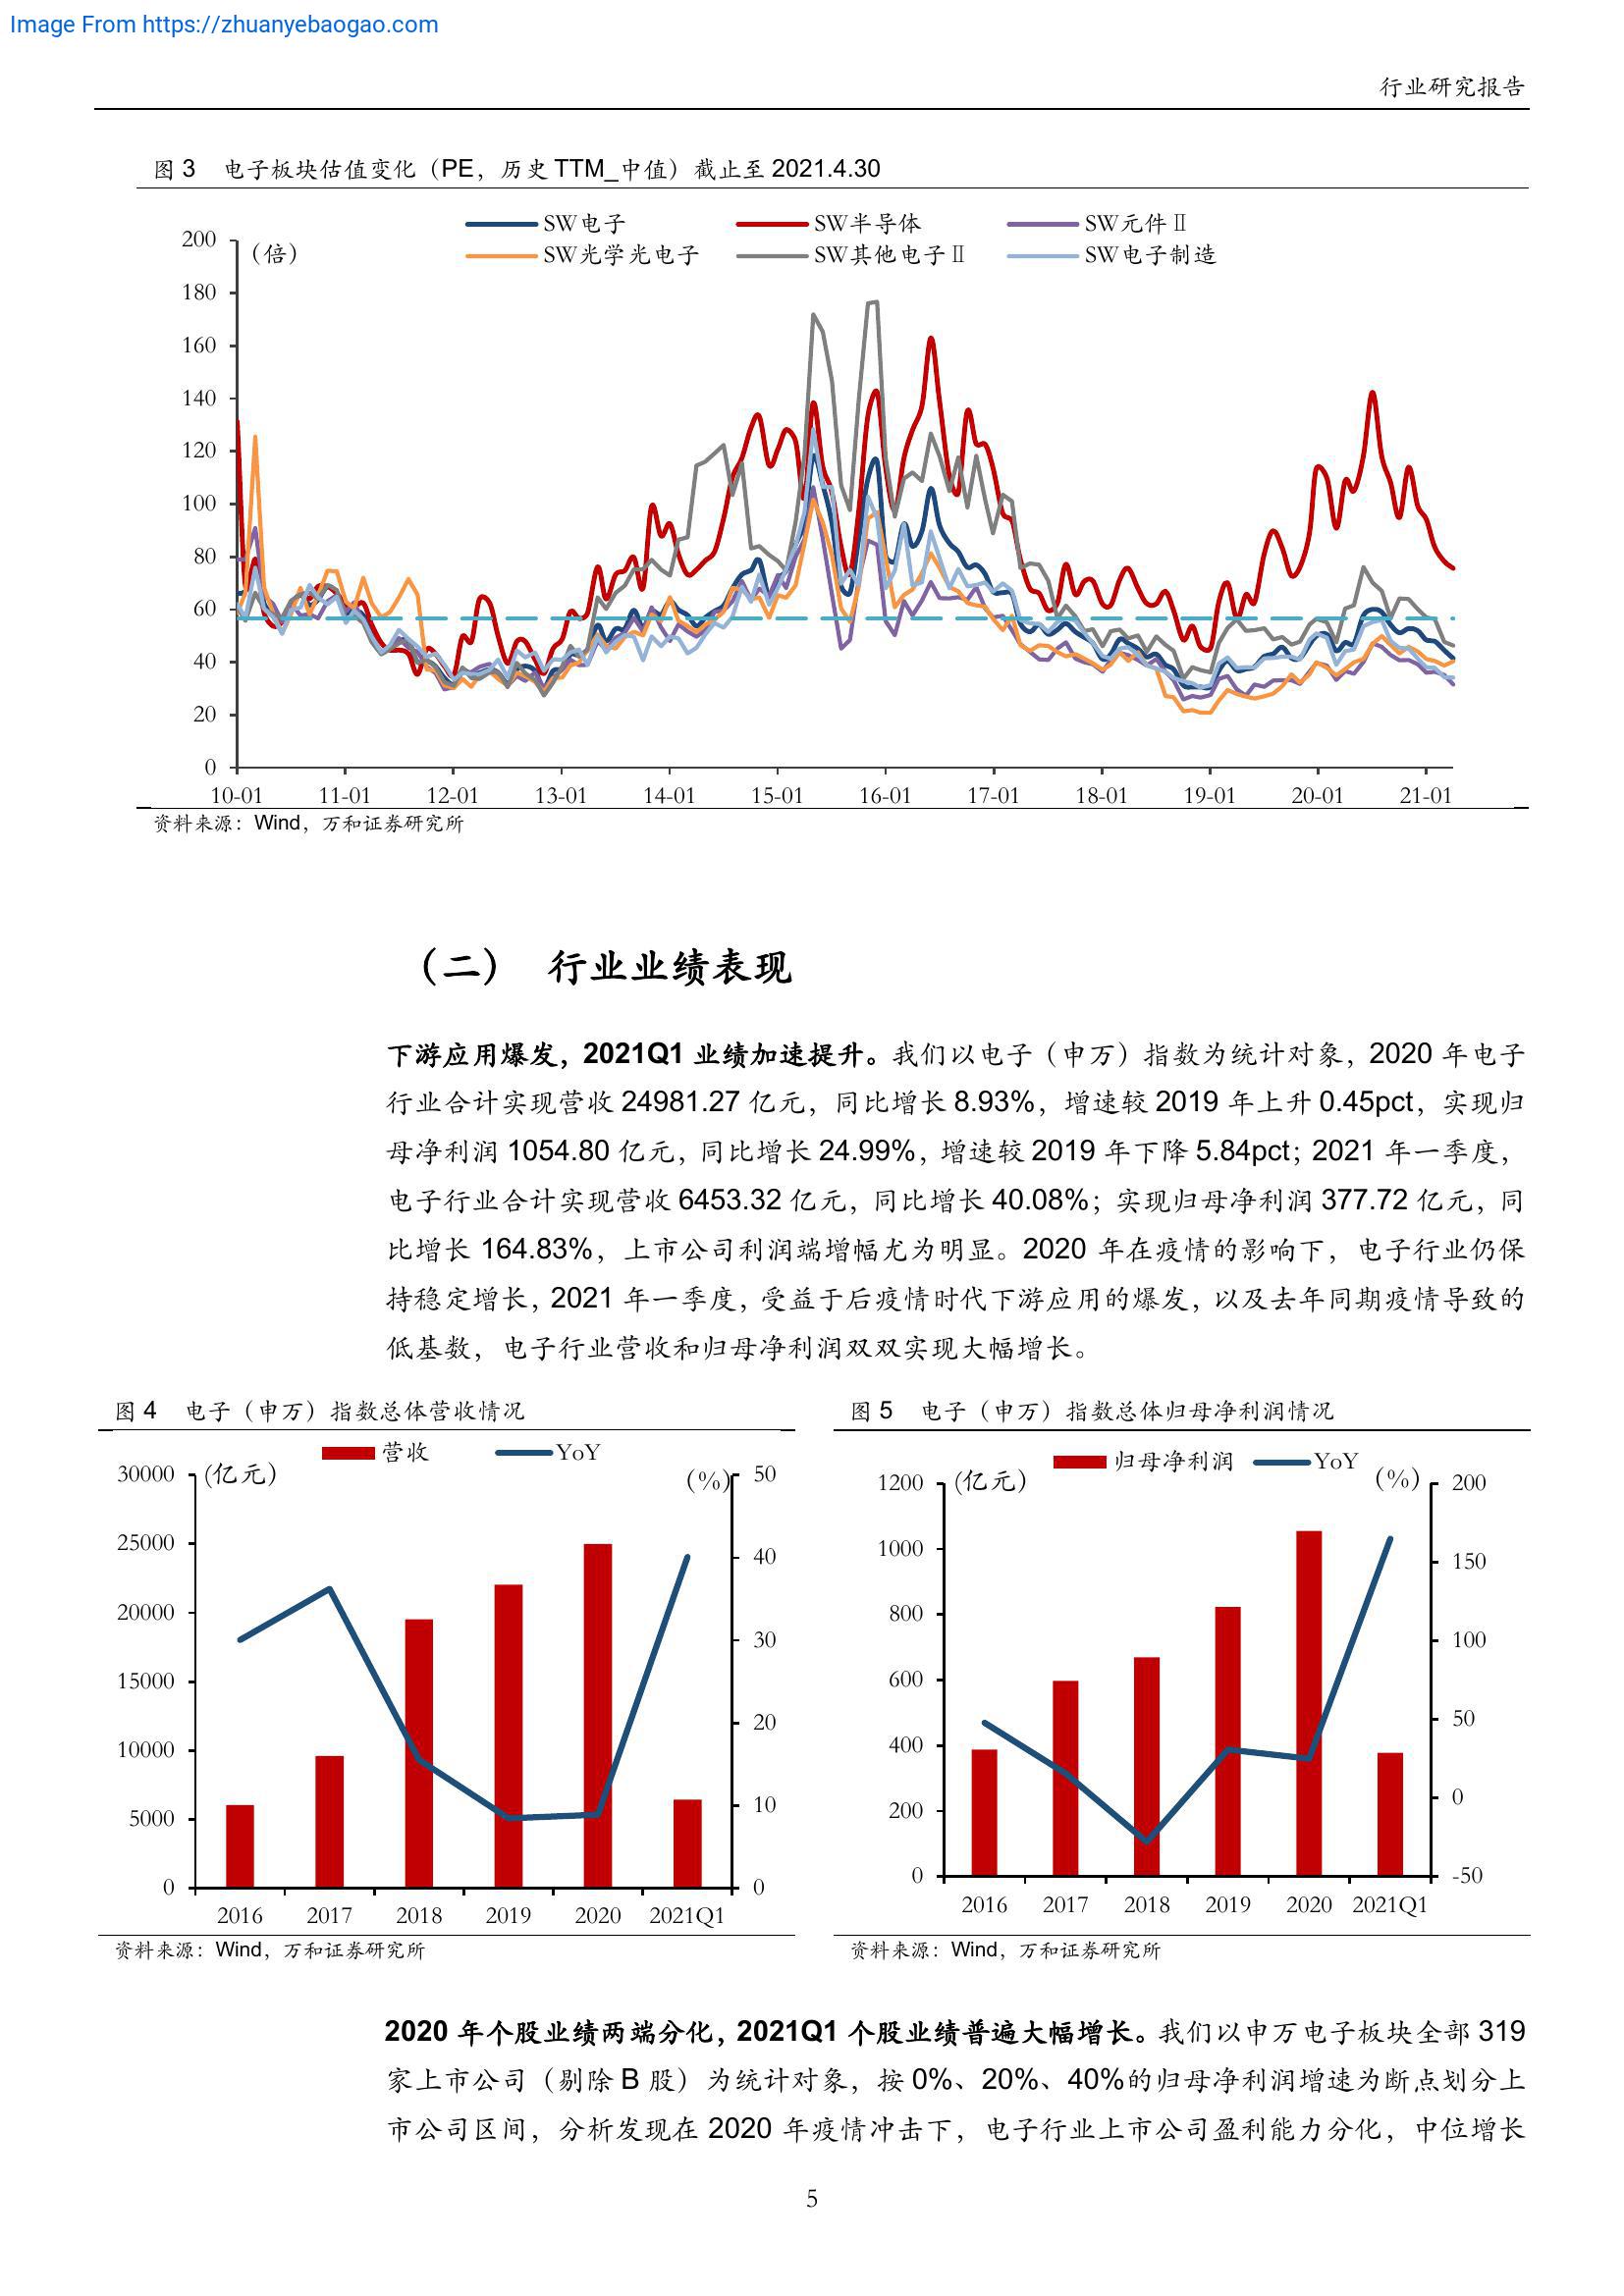 Image From https://zhuanyebaogao.com
行业研究报告
图 3 电子板块估值变化（PE，历史 TTM_中值）截止至 2021.4.30
SW电子 SW半导体 SW元件Ⅱ
SW光学光电子 SW其他电子Ⅱ SW电子制造
(倍)
200
180
160
140
120
100
80
60
40
20
0
10-01 11-01 12-01 13-01 14-01 15-01 16-01 17-01 18-01 19-01 20-01 21-01
资料来源：Wind，万和证券研究所
（二） 行业业绩表现
下游应用爆发，2021Q1 业绩加速提升。我们以电子（申万）指数为统计对象，2020 年电子
行业合计实现营收 24981.27 亿元，同比增长 8.93%，增速较 2019 年上升 0.45pct，实现归
母净利润 1054.80 亿元，同比增长 24.99%，增速较 2019 年下降 5.84pct；2021 年一季度，
电子行业合计实现营收 6453.32 亿元，同比增长 40.08%；实现归母净利润 377.72 亿元，同
比增长 164.83%，上市公司利润端增幅尤为明显。2020 年在疫情的影响下，电子行业仍保
持稳定增长，2021 年一季度，受益于后疫情时代下游应用的爆发，以及去年同期疫情导致的
低基数，电子行业营收和归母净利润双双实现大幅增长。
图 4 电子（申万）指数总体营收情况
营收 YoY
(亿元) (%)
30000
25000
20000
15000
10000
5000
0
50
40
30
20
10
0
2016 2017 2018 2019 2020 2021Q1
资料来源：Wind，万和证券研究所
图 5 电子（申万）指数总体归母净利润情况
归母净利润 YoY
(亿元) (%)
1200
1000
800
600
400
200
0
200
150
100
50
0
-50
2016 2017 2018 2019 2020 2021Q1
资料来源：Wind，万和证券研究所
2020 年个股业绩两端分化，2021Q1 个股业绩普遍大幅增长。我们以申万电子板块全部 319
家上市公司（剔除 B 股）为统计对象，按 0%、20%、40%的归母净利润增速为断点划分上
市公司区间，分析发现在 2020 年疫情冲击下，电子行业上市公司盈利能力分化，中位增长
5